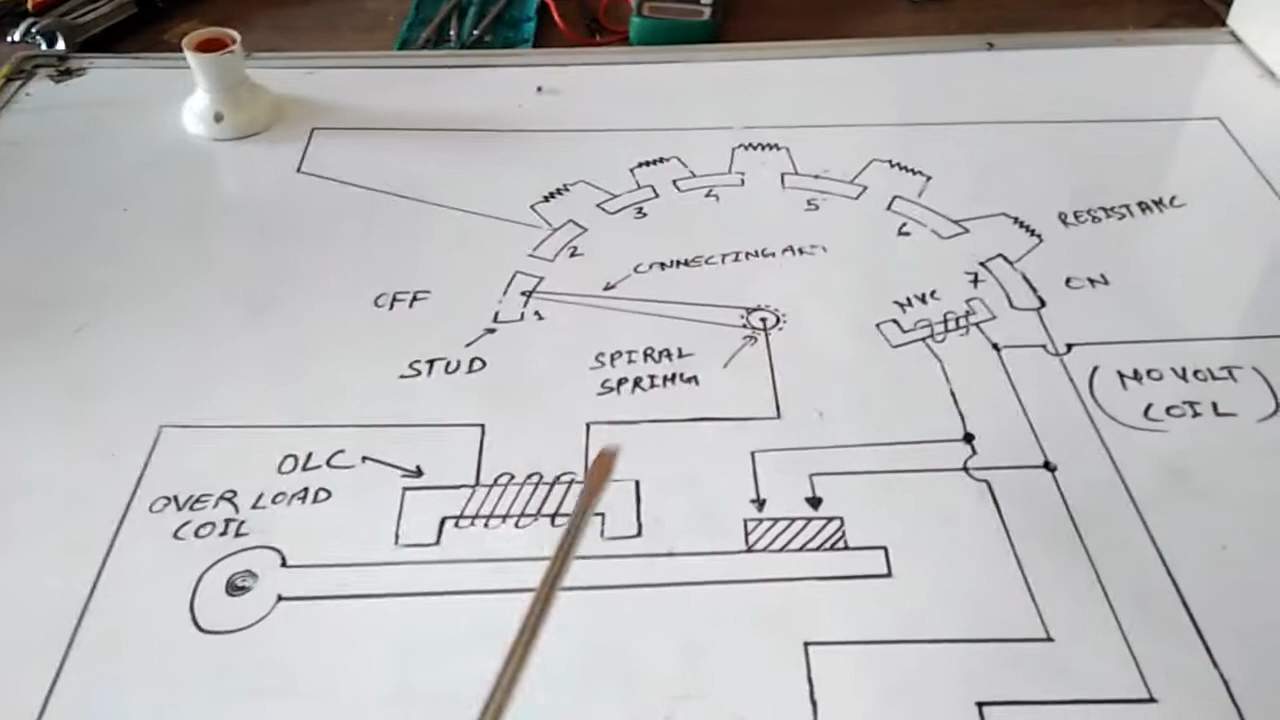 RESISTANC
CONNECTING ARM
2
3
4
5
6
7
ON
OFF
1
NVC
STUD
SPIRAL
SPRING
(NO VOLT
COIL)
OLC
OVER LOAD
COIL